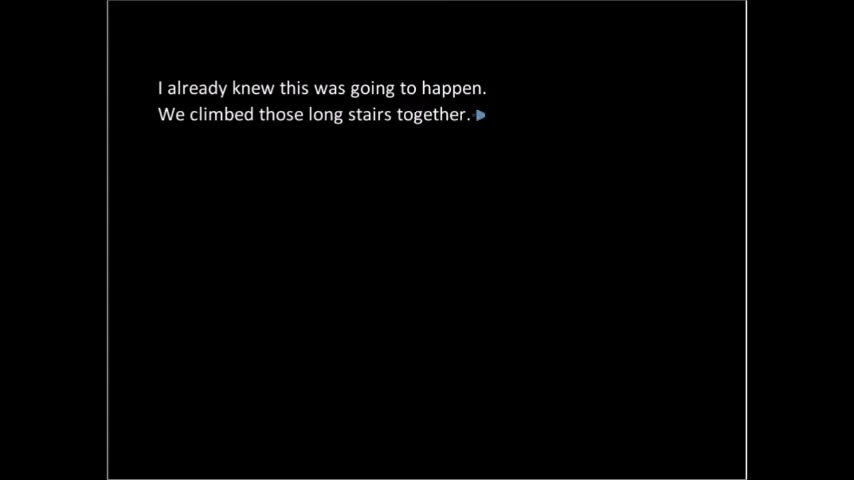 I already knew this was going to happen.
We climbed those long stairs together.